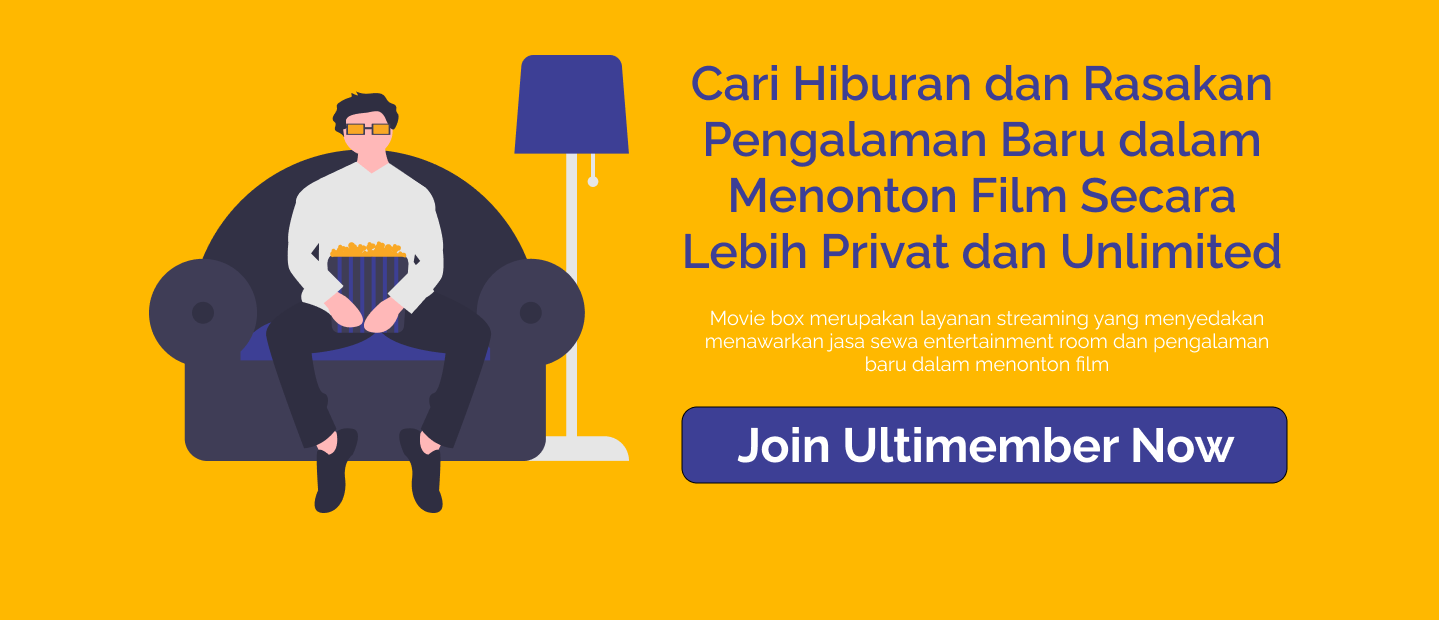 Cari Hiburan dan Rasakan
Pengalaman Baru dalam
Menonton Film Secara
Lebih Privat dan Unlimited
Movie box merupakan layanan streaming yang menyedakan
menawarkan jasa sewa entertainment room dan pengalaman
baru dalam menonton film
Join Ultimember Now